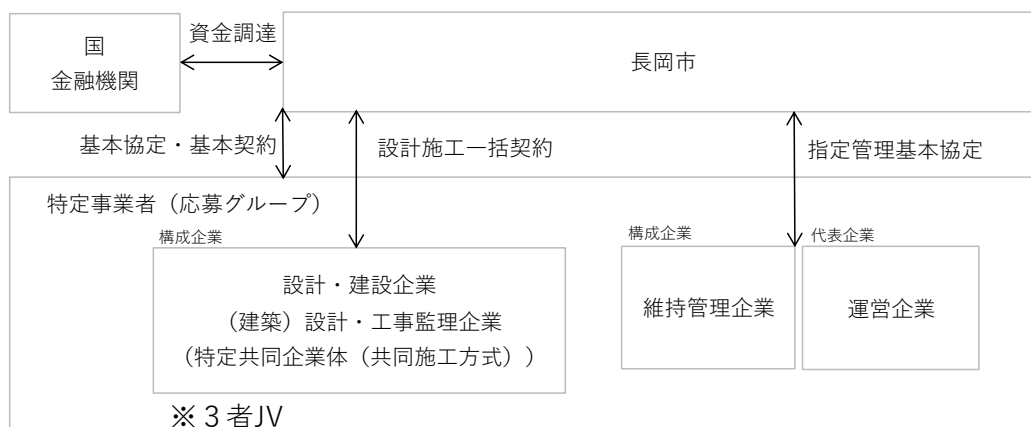 国
金融機関
資金調達
長岡市
基本協定・基本契約
設計施工一括契約
指定管理基本協定
特定事業者（応募グループ）
構成企業
設計・建設企業
（建築）設計・工事監理企業
（特定共同企業体（共同施工方式））
※３者JV
構成企業
維持管理企業
代表企業
運営企業